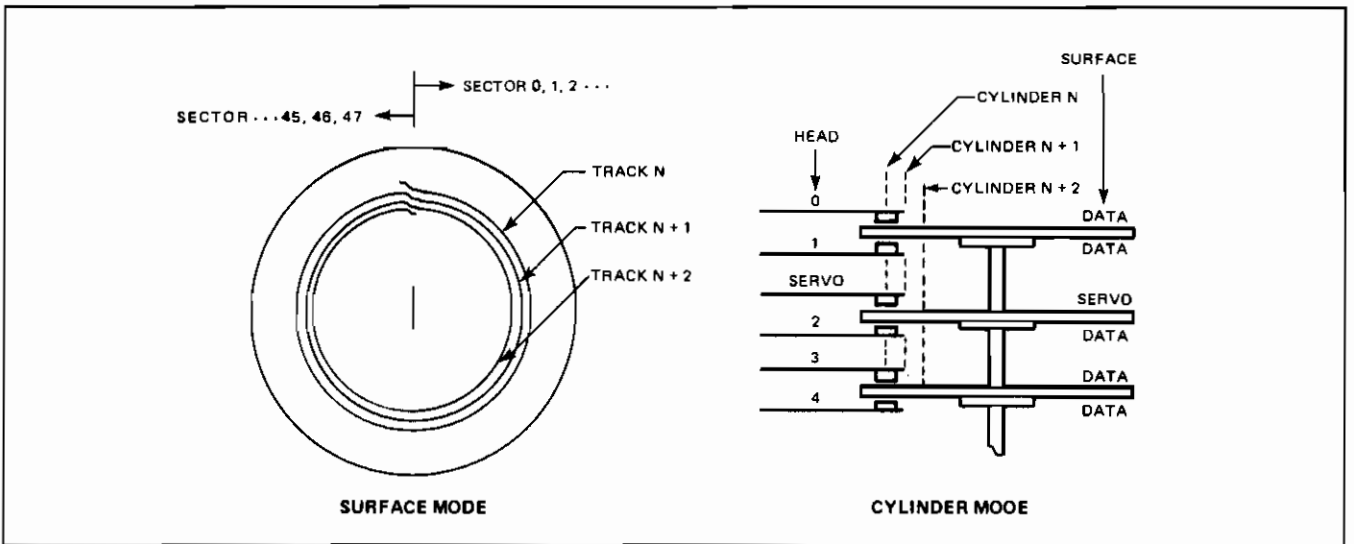 SECTOR 0, 1, 2 ...
SECTOR ... 45, 46, 47
TRACK N
TRACK N + 1
TRACK N + 2
SURFACE MODE
SURFACE
CYLINDER N
HEAD
CYLINDER N + 1
CYLINDER N + 2
0
DATA
1
DATA
SERVO
SERVO
2
DATA
3
DATA
4
DATA
CYLINDER MODE